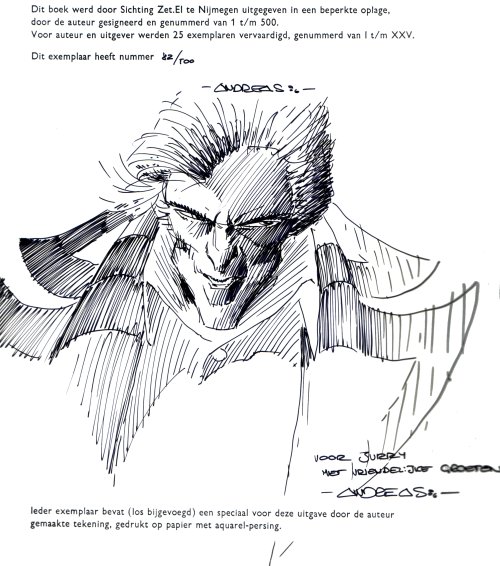 Dit boek werd door Sichting Zet.El te Nijmegen uitgegeven in een beperkte oplage,
door de auteur gesigneerd en genummerd van 1 t/m 500.
Voor auteur en uitgever werden 25 exemplaren vervaardigd, genummerd van I t/m XXV.
Dit exemplaar heeft nummer 82/500
— ANDREAS 86 —
VOOR JURRY
MET VRIENDELIJKE GROETEN
— ANDREAS 86 —
Ieder exemplaar bevat (los bijgevoegd) een speciaal voor deze uitgave door de auteur
gemaakte tekening, gedrukt op papier met aquarel-persing.